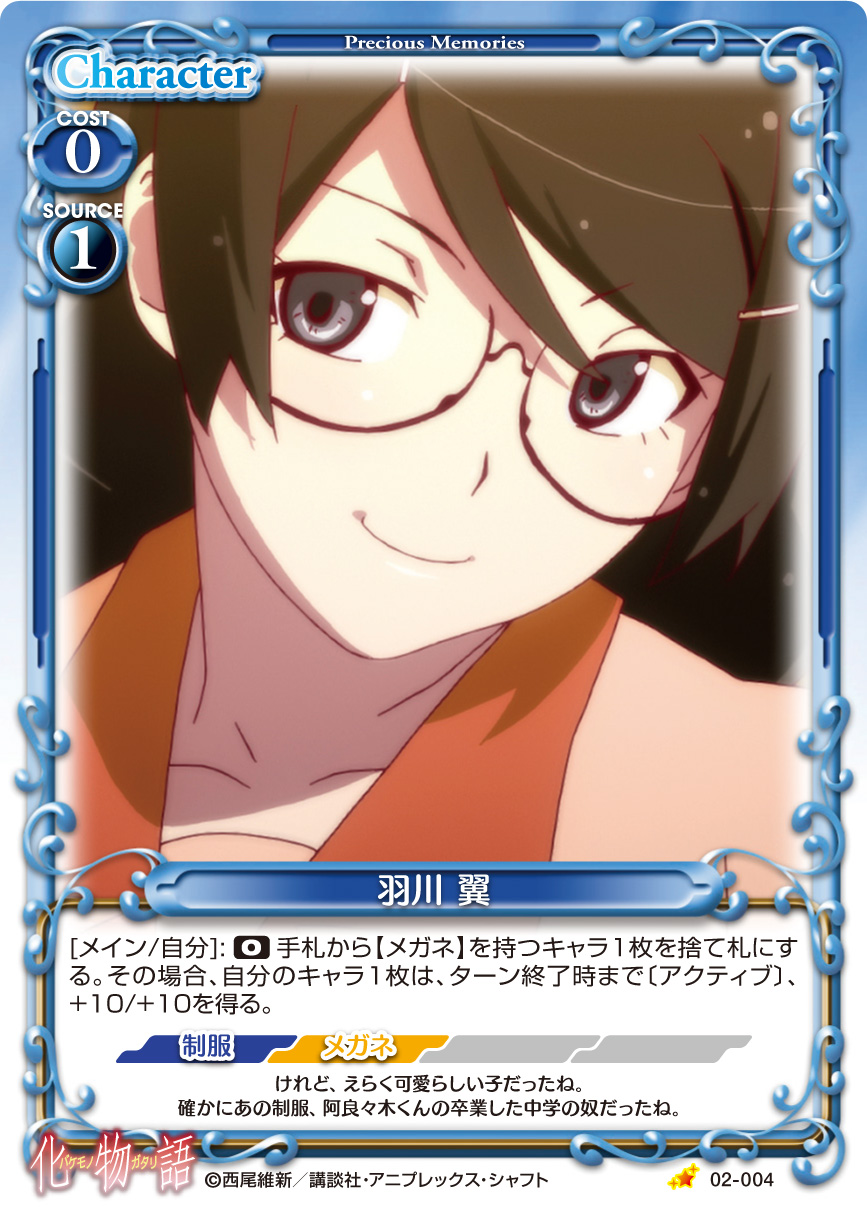 Precious Memories
Character
COST
0
SOURCE
1
羽川 翼
[メイン/自分]: 0 手札から【メガネ】を持つキャラ1枚を捨て札にす
る。その場合、自分のキャラ1枚は、ターン終了時まで〔アクティブ〕、
+10/+10を得る。
制服 メガネ
けれど、えらく可愛らしい子だったね。
確かにあの制服、阿良々木くんの卒業した中学の奴だったね。
化物語
バケモノガタリ
©西尾維新/講談社・アニプレックス・シャフト
02-004